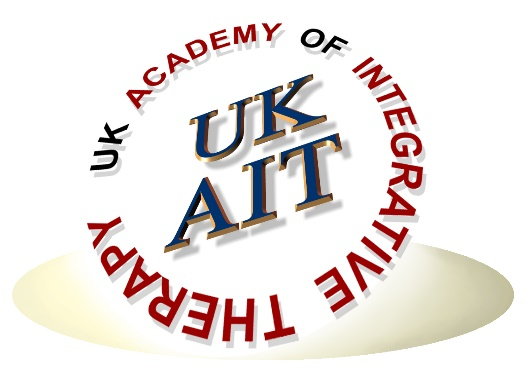 UK ACADEMY OF INTEGRATIVE THERAPY
UK
AIT